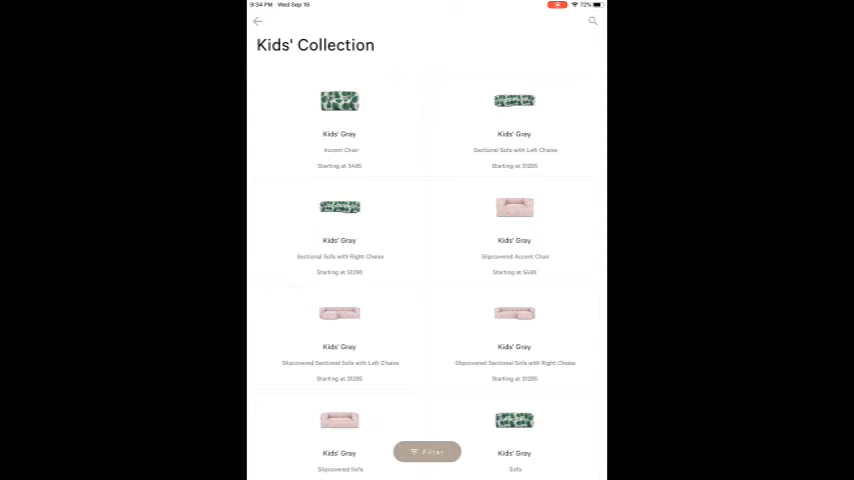 9:34 PM Wed Sep 16
72%
Kids' Collection
Kids' Gray
Accent Chair
Starting at $495
Kids' Gray
Sectional Sofa with Left Chaise
Starting at $1295
Kids' Gray
Sectional Sofa with Right Chaise
Starting at $1295
Kids' Gray
Slipcovered Accent Chair
Starting at $495
Kids' Gray
Slipcovered Sectional Sofa with Left Chaise
Starting at $1295
Kids' Gray
Slipcovered Sectional Sofa with Right Chaise
Starting at $1295
Kids' Gray
Slipcovered Sofa
Kids' Gray
Sofa
Filter